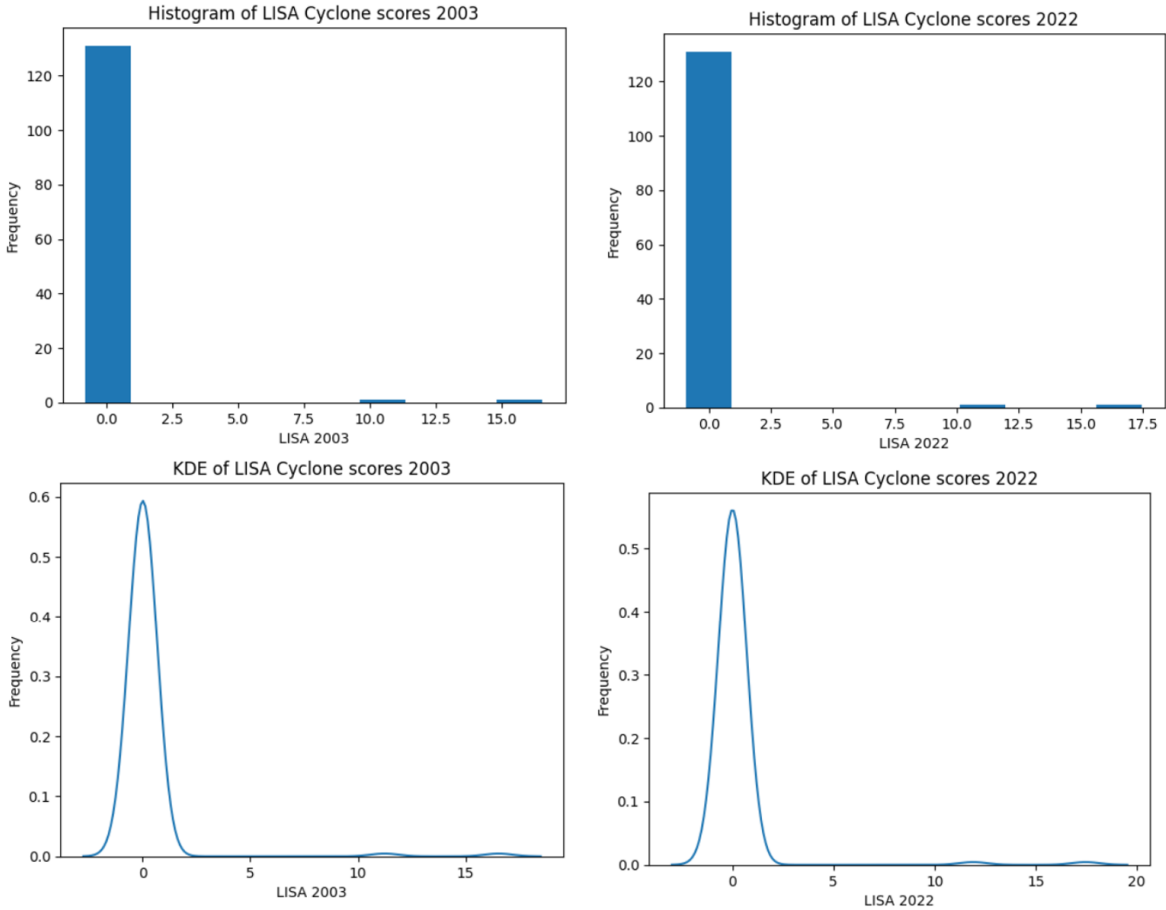 Histogram of LISA Cyclone scores 2003
120
100
80
60
40
20
0
Frequency
0.0 2.5 5.0 7.5 10.0 12.5 15.0
LISA 2003
Histogram of LISA Cyclone scores 2022
120
100
80
60
40
20
0
Frequency
0.0 2.5 5.0 7.5 10.0 12.5 15.0 17.5
LISA 2022
KDE of LISA Cyclone scores 2003
0.6
0.5
0.4
0.3
0.2
0.1
0.0
Frequency
0 5 10 15
LISA 2003
KDE of LISA Cyclone scores 2022
0.5
0.4
0.3
0.2
0.1
0.0
Frequency
0 5 10 15 20
LISA 2022